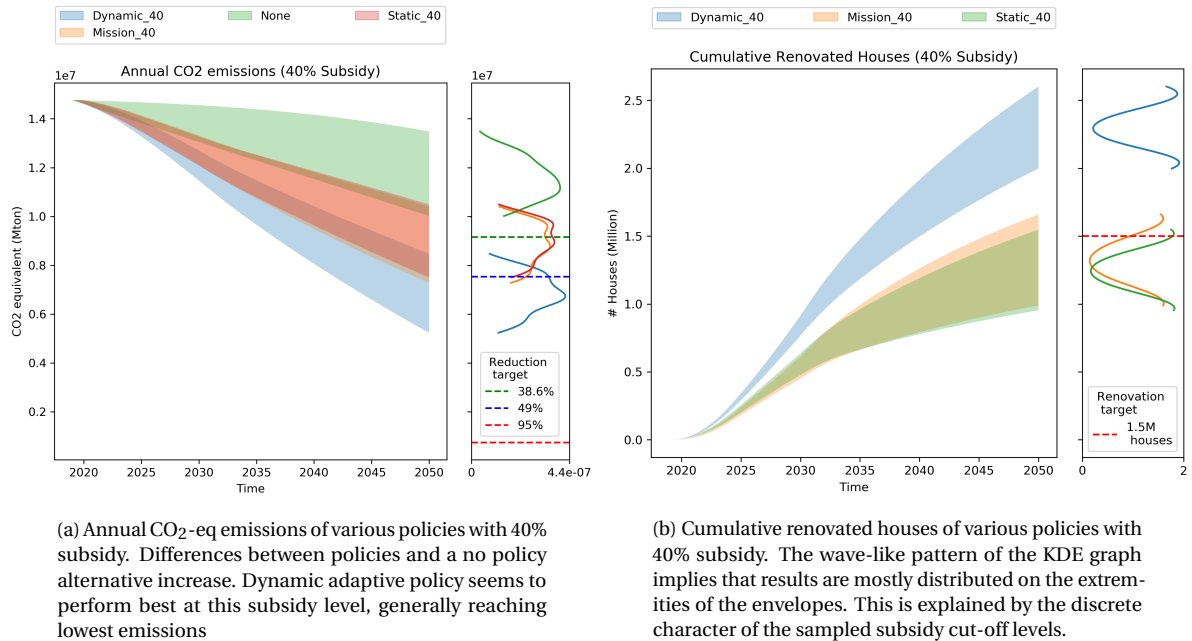 Dynamic_40 None Static_40
Mission_40
Annual CO2 emissions (40% Subsidy)
1e7 1e7
CO2 equivalent (Mton)
1.4
1.2
1.0
0.8
0.6
0.4
0.2
2020 2025 2030 2035 2040 2045 2050
Time
Reduction
target
38.6%
49%
95%
0 4.4e-07
(a) Annual CO2-eq emissions of various policies with 40%
subsidy. Differences between policies and a no policy
alternative increase. Dynamic adaptive policy seems to
perform best at this subsidy level, generally reaching
lowest emissions
Dynamic_40 Mission_40 Static_40
Cumulative Renovated Houses (40% Subsidy)
# Houses (Million)
2.5
2.0
1.5
1.0
0.5
0.0
2020 2025 2030 2035 2040 2045 2050
Time
Renovation
target
1.5M
houses
0 2
(b) Cumulative renovated houses of various policies with
40% subsidy. The wave-like pattern of the KDE graph
implies that results are mostly distributed on the extrem-
ities of the envelopes. This is explained by the discrete
character of the sampled subsidy cut-off levels.